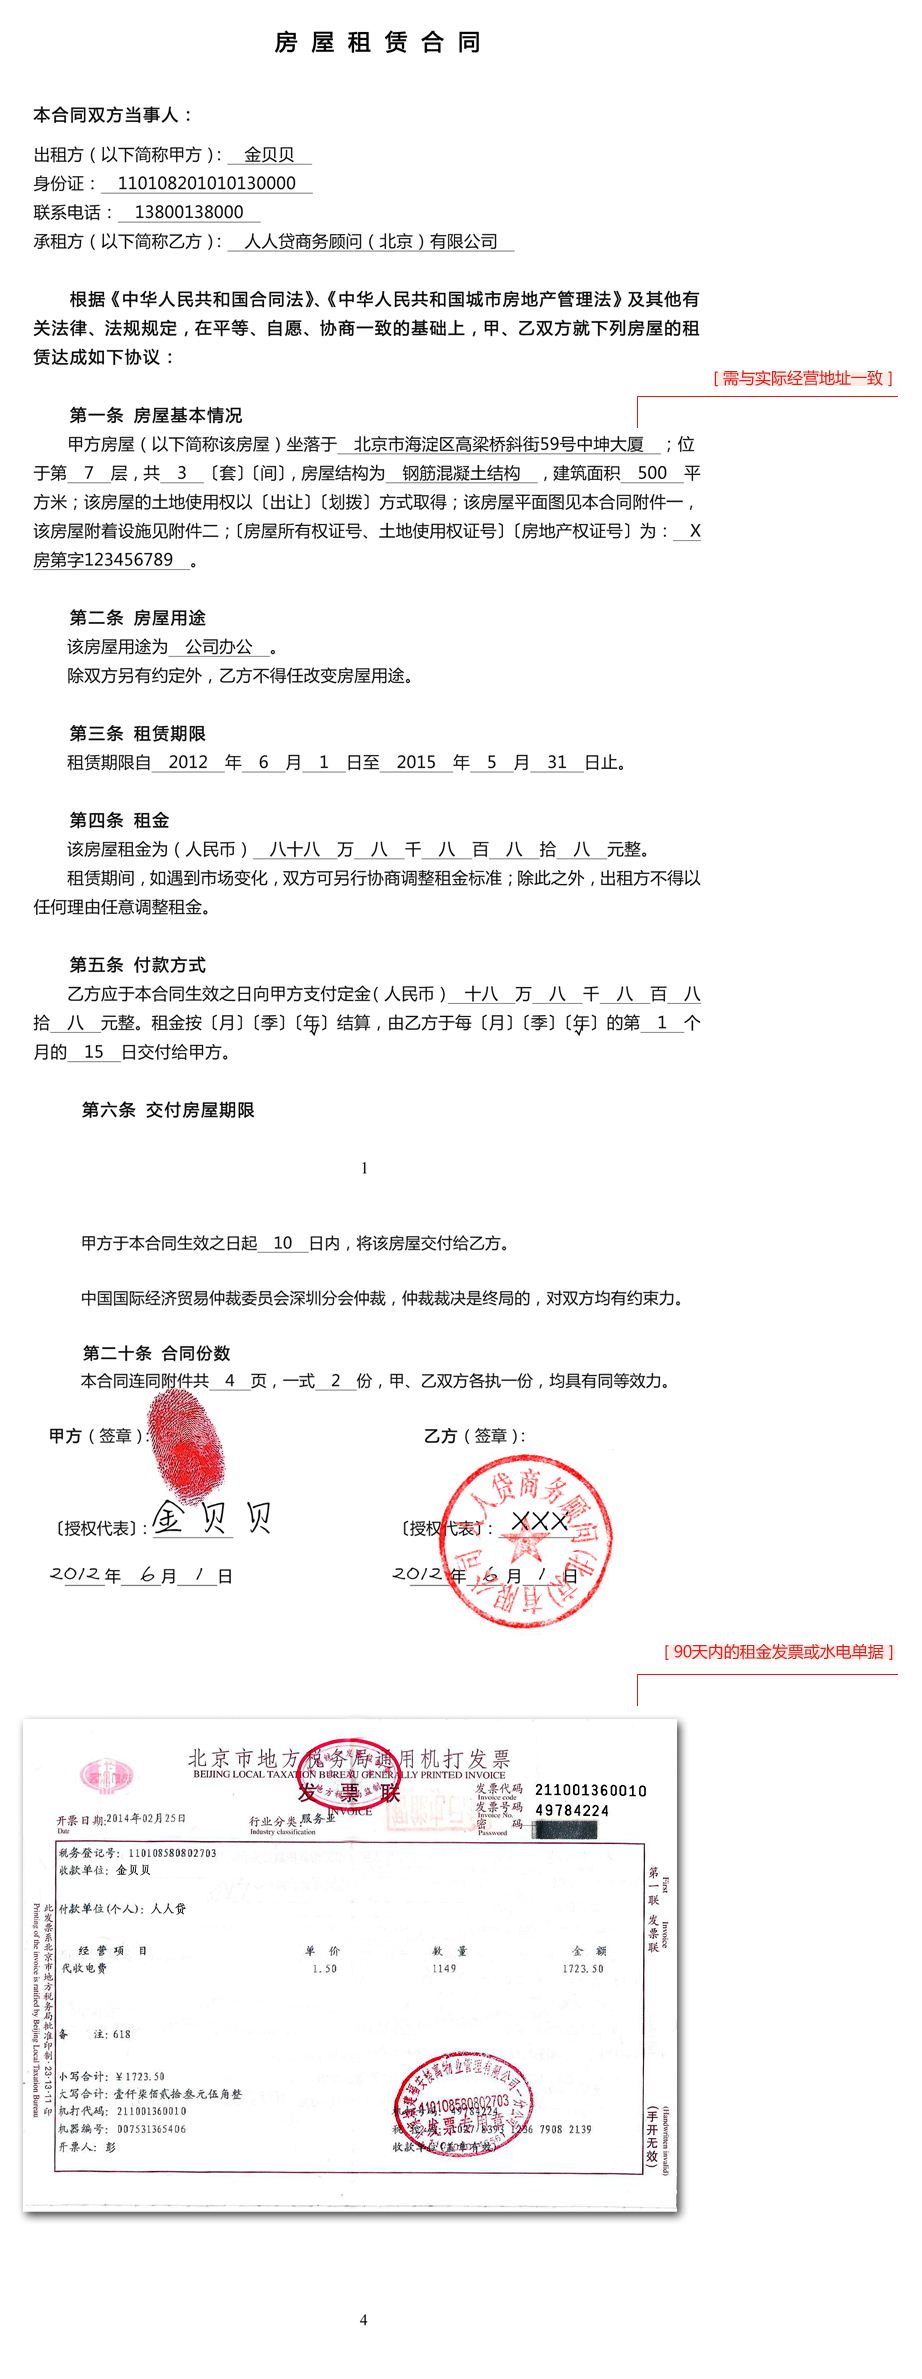 房屋租赁合同
本合同双方当事人：
出租方（以下简称甲方）：金贝贝
身份证：110108201010130000
联系电话：13800138000
承租方（以下简称乙方）：人人贷商务顾问（北京）有限公司
根据《中华人民共和国合同法》、《中华人民共和国城市房地产管理法》及其他有
关法律、法规规定，在平等、自愿、协商一致的基础上，甲、乙双方就下列房屋的租
赁达成如下协议：
[ 需与实际经营地址一致 ]
第一条 房屋基本情况
甲方房屋（以下简称该房屋）坐落于 北京市海淀区高梁桥斜街59号中坤大厦 ；位
于第 7 层，共 3 〔套〕〔间〕，房屋结构为 钢筋混凝土结构 ，建筑面积 500 平
方米；该房屋的土地使用权以〔出让〕〔划拨〕方式取得；该房屋平面图见本合同附件一，
该房屋附着设施见附件二；〔房屋所有权证号、土地使用权证号〕〔房地产权证号〕为： X
房第字123456789 。
第二条 房屋用途
该房屋用途为 公司办公 。
除双方另有约定外，乙方不得任改变房屋用途。
第三条 租赁期限
租赁期限自 2012 年 6 月 1 日至 2015 年 5 月 31 日止。
第四条 租金
该房屋租金为（人民币） 八十八 万 八 千 八 百 八 拾 八 元整。
租赁期间，如遇到市场变化，双方可另行协商调整租金标准；除此之外，出租方不得以
任何理由任意调整租金。
第五条 付款方式
乙方应于本合同生效之日向甲方支付定金（人民币） 十八 万 八 千 八 百 八
拾 八 元整。租金按〔月〕〔季〕〔年〕结算，由乙方于每〔月〕〔季〕〔年〕的第 1 个
月的 15 日交付给甲方。
第六条 交付房屋期限
1
甲方于本合同生效之日起 10 日内，将该房屋交付给乙方。
中国国际经济贸易仲裁委员会深圳分会仲裁，仲裁裁决是终局的，对双方均有约束力。
第二十条 合同份数
本合同连同附件共 4 页，一式 2 份，甲、乙双方各执一份，均具有同等效力。
甲方（签章）： 乙方（签章）：
人人贷商务顾问(北京)有限公司
〔授权代表〕：金贝贝 〔授权代表〕：XXX
2012 年 6 月 1 日 2012 年 6 月 1 日
[ 90天内的租金发票或水电单据 ]
北京市地方税务局通用机打发票
BEIJING LOCAL TAXATION BUREAU GENERALLY PRINTED INVOICE
发票联
INVOICE
发票代码 211001360010
Invoice code
发票号码 49784224
Invoice No.
密 码
Password
开票日期:2014年02月25日 行业分类：服务业
Date Industry classification
税务登记号：110108580802703
收款单位：金贝贝
付款单位(个人)：人人贷
经营项目 单价 数量 金额
代收电费 1.50 1149 1723.50
备 注: 618
小写合计：¥1723.50
大写合计：壹仟柒佰贰拾叁元伍角整
机打代码：211001360010
机器编号：007531365406
开票人：彭
收款单位(盖章有效)
110108580802703
发票专用章
第一联 发票联
First Invoice
(手开无效)
(Handwritten invalid)
此发票系北京市地方税务局批准印制
Printing of the invoice is ratified by Beijing Local Taxation Bureau
4